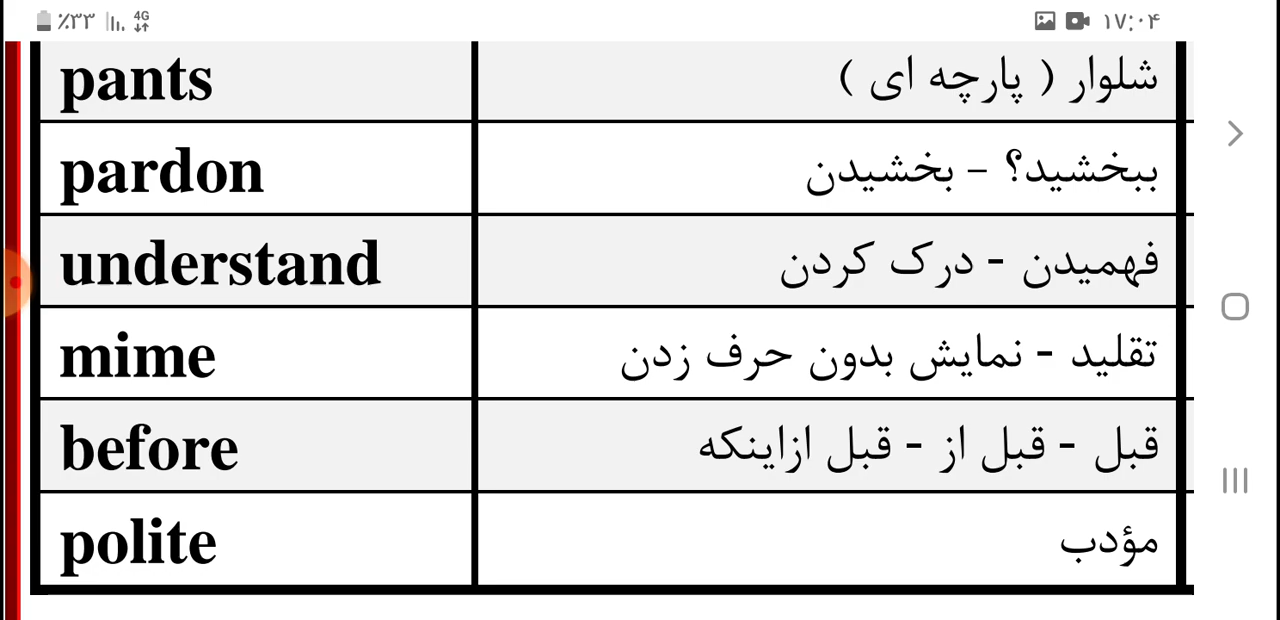 ٪۳۳ 4G ۱۷:۰۴
pants شلوار ( پارچه ای )
pardon ببخشید؟ – بخشیدن
understand فهمیدن - درک کردن
mime تقلید - نمایش بدون حرف زدن
before قبل - قبل از - قبل ازاینکه
polite مؤدب